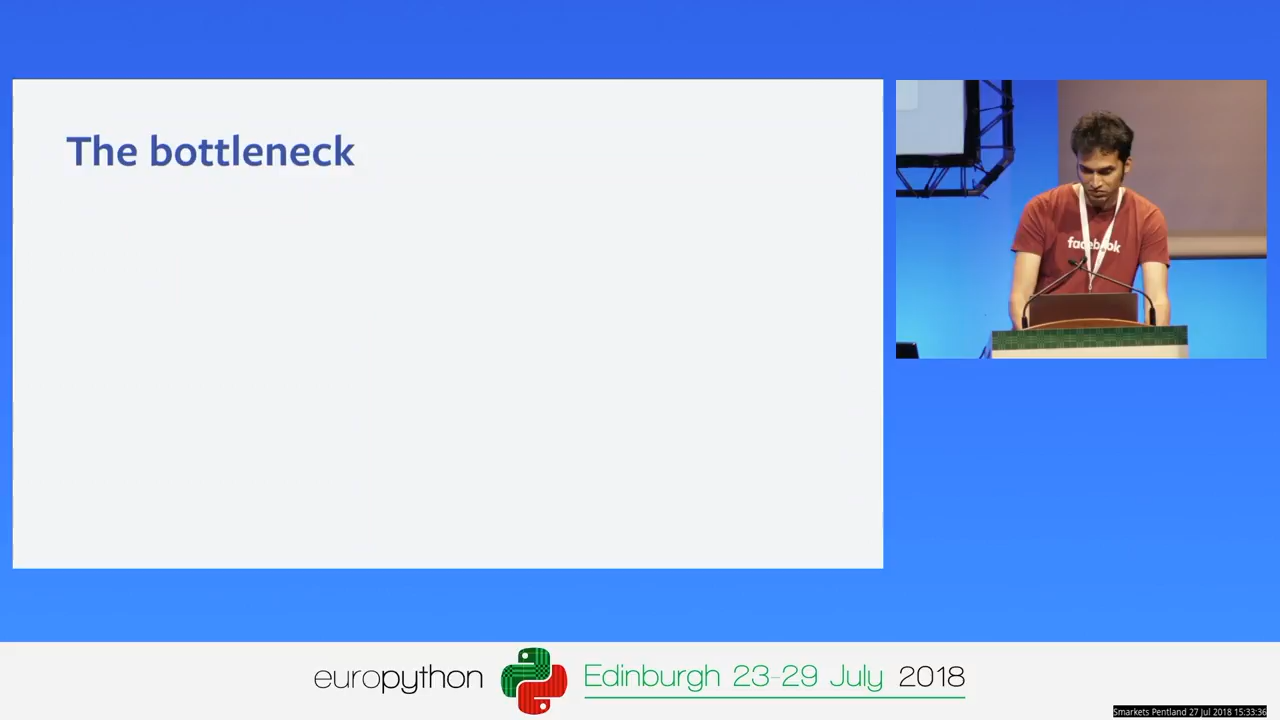 The bottleneck
facebook
europython
Edinburgh 23-29 July 2018
Smarkets Pentland 27 Jul 2018 15:33:36